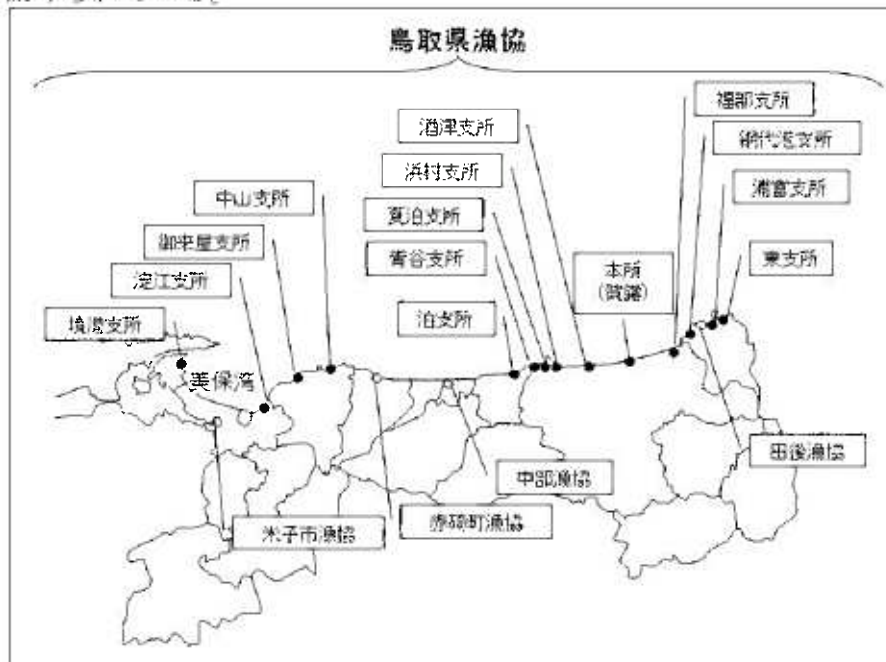 鳥取県漁協
福部支所
酒津支所
網代港支所
浜村支所
浦富支所
中山支所
夏泊支所
御来屋支所
青谷支所
本所
(賀露)
東支所
淀江支所
泊支所
境港支所
美保湾
田後漁協
中部漁協
赤碕町漁協
米子市漁協